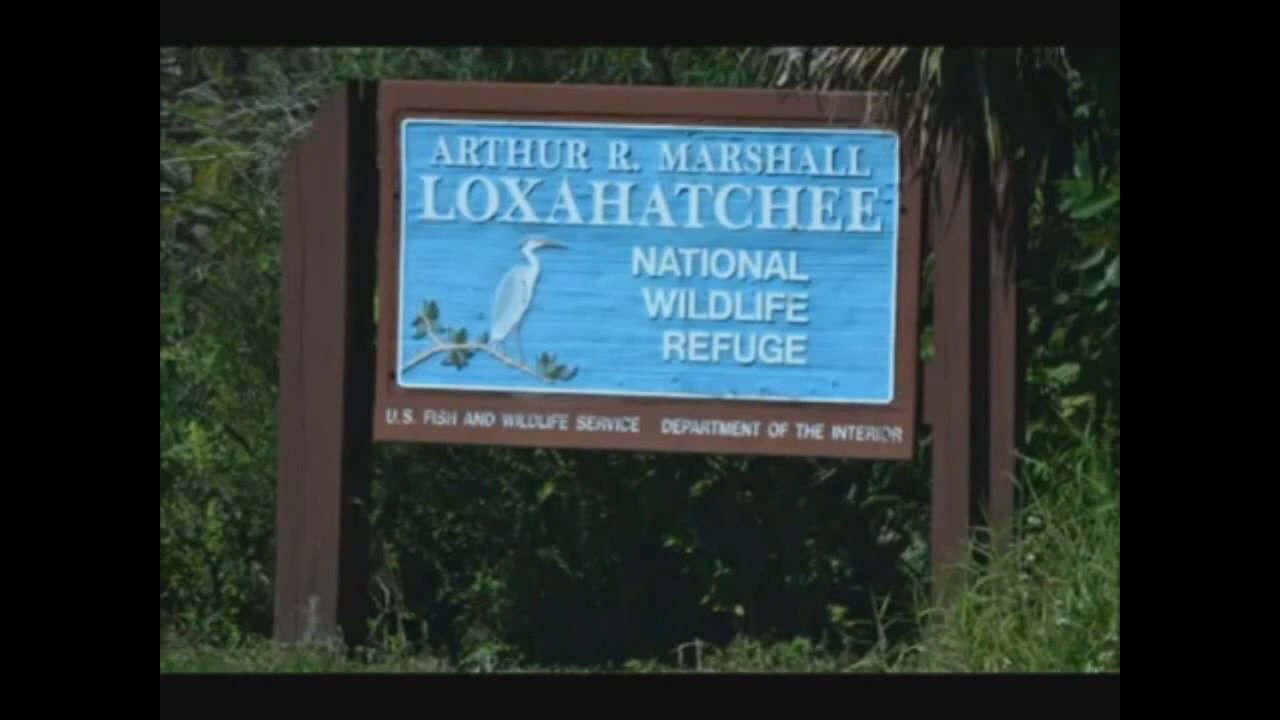 ARTHUR R. MARSHALL
LOXAHATCHEE
NATIONAL
WILDLIFE
REFUGE
U.S. FISH AND WILDLIFE SERVICE DEPARTMENT OF THE INTERIOR